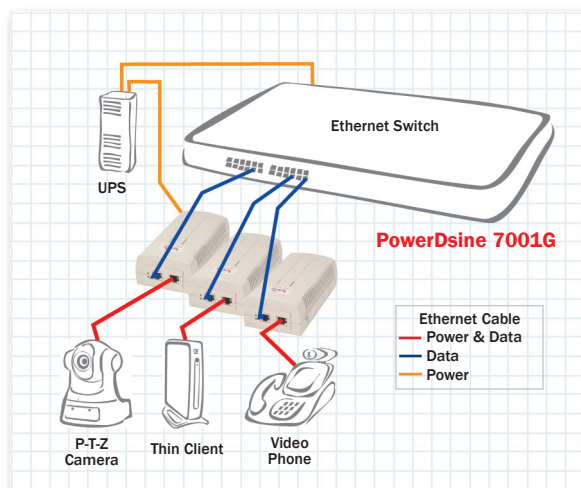 Ethernet Switch
UPS
PowerDsine 7001G
Ethernet Cable
Power & Data
Data
Power
P-T-Z
Camera
Thin Client
Video
Phone